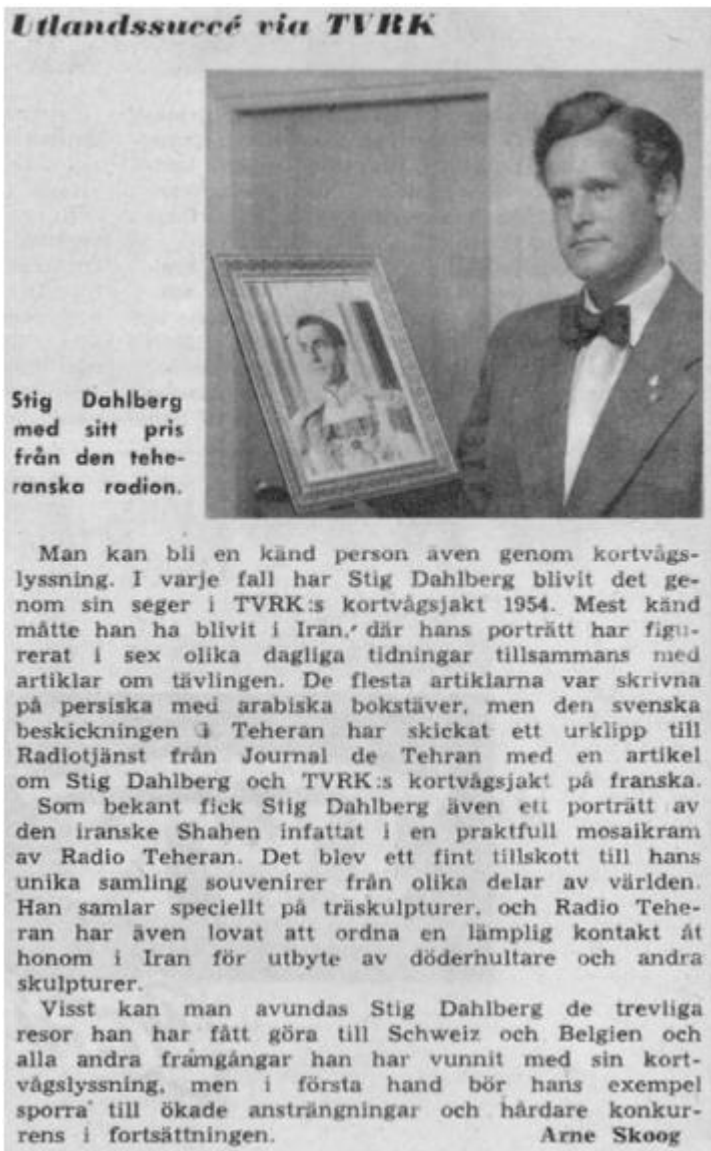 Utlandssuccé via TVRK
Stig Dahlberg
med sitt pris
från den tehe-
ranska radion.
Man kan bli en känd person även genom kortvågs-
lyssning. I varje fall har Stig Dahlberg blivit det ge-
nom sin seger i TVRK:s kortvågsjakt 1954. Mest känd
måtte han ha blivit i Iran, där hans porträtt har figu-
rerat i sex olika dagliga tidningar tillsammans med
artiklar om tävlingen. De flesta artiklarna var skrivna
på persiska med arabiska bokstäver, men den svenska
beskickningen i Teheran har skickat ett urklipp till
Radiotjänst från Journal de Tehran med en artikel
om Stig Dahlberg och TVRK:s kortvågsjakt på franska.
Som bekant fick Stig Dahlberg även ett porträtt av
den iranske Shahen infattat i en praktfull mosaikram
av Radio Teheran. Det blev ett fint tillskott till hans
unika samling souvenirer från olika delar av världen.
Han samlar speciellt på träskulpturer, och Radio Tehe-
ran har även lovat att ordna en lämplig kontakt åt
honom i Iran för utbyte av döderhultare och andra
skulpturer.
Visst kan man avundas Stig Dahlberg de trevliga
resor han har fått göra till Schweiz och Belgien och
alla andra framgångar han har vunnit med sin kort-
vågslyssning, men i första hand bör hans exempel
sporra till ökade ansträngningar och hårdare konkur-
rens i fortsättningen. Arne Skoog